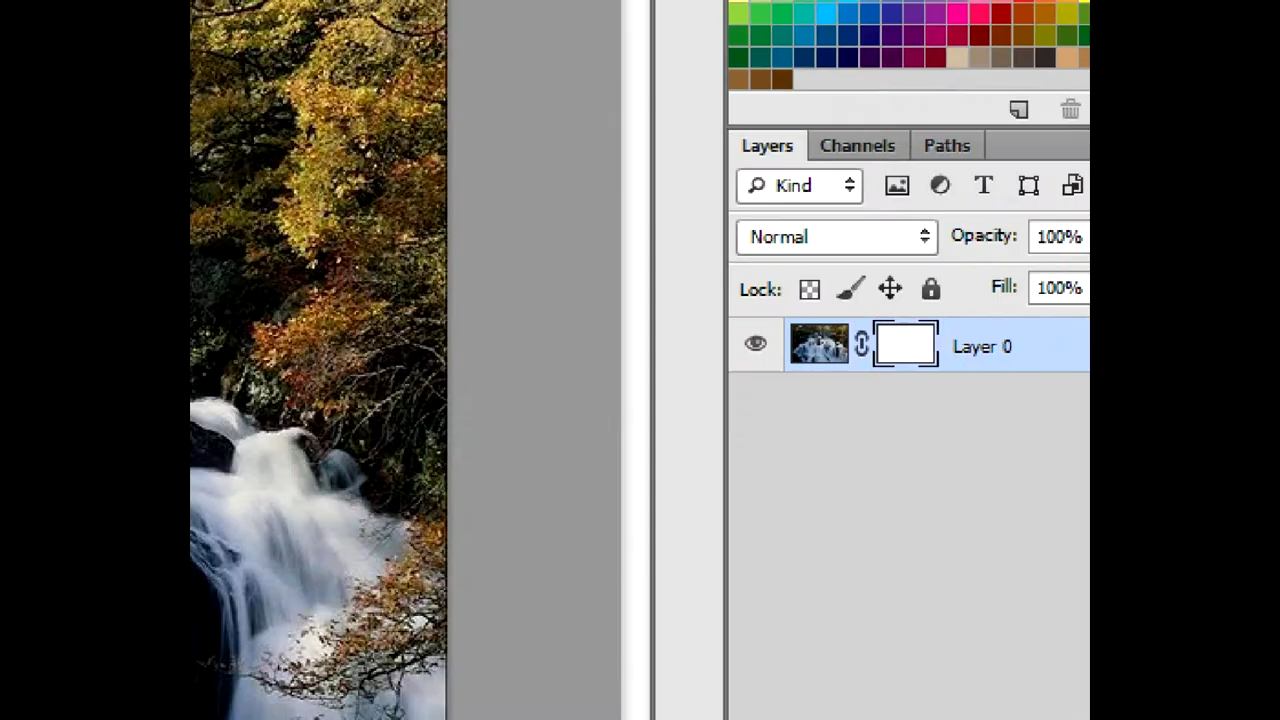 Layers Channels Paths
Kind T
Normal Opacity: 100%
Lock: Fill: 100%
Layer 0